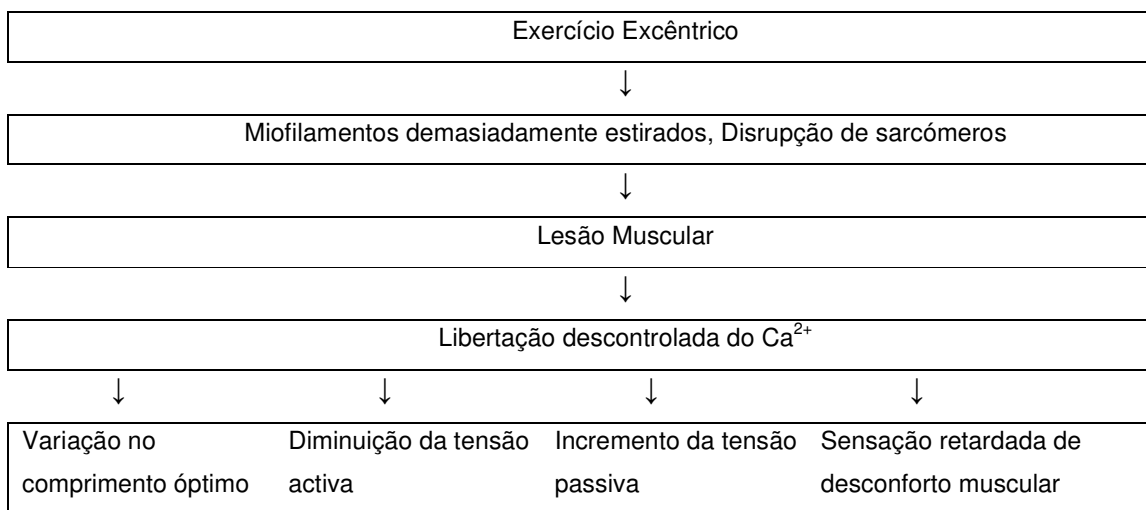 Exercício Excêntrico
↓
Miofilamentos demasiadamente estirados, Disrupção de sarcómeros
↓
Lesão Muscular
↓
Libertação descontrolada do Ca²⁺
↓ ↓ ↓ ↓
Variação no Diminuição da tensão Incremento da tensão Sensação retardada de
comprimento óptimo activa passiva desconforto muscular